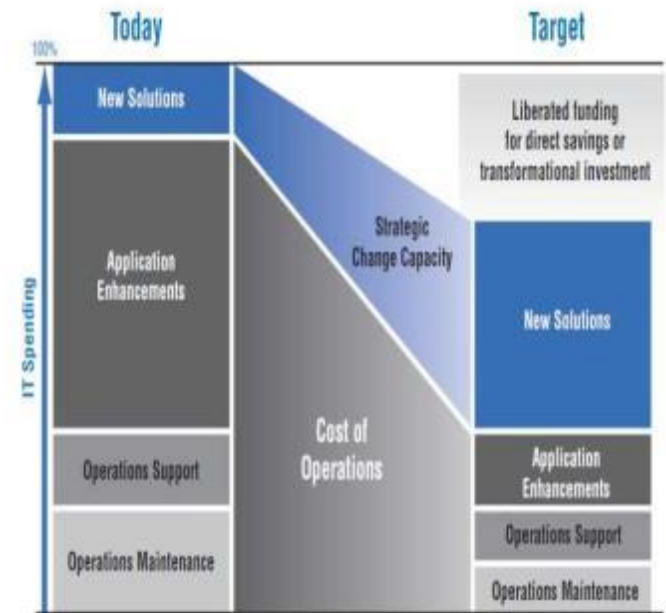 Today
Target
100%
New Solutions
Liberated funding
for direct savings or
transformational investment
Strategic
Change Capacity
Application
Enhancements
New Solutions
IT Spending
Cost of
Operations
Operations Support
Application
Enhancements
Operations Support
Operations Maintenance
Operations Maintenance